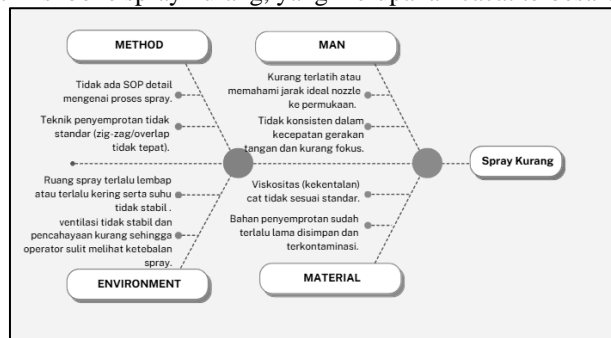 METHOD
MAN
Tidak ada SOP detail
mengenai proses spray.
Teknik penyemprotan tidak
standar (zig-zag/overlap
tidak tepat).
Kurang terlatih atau
memahami jarak ideal nozzle
ke permukaan.
Tidak konsisten dalam
kecepatan gerakan
tangan dan kurang fokus.
Spray Kurang
Ruang spray terlalu lembap
atau terlalu kering serta suhu
tidak stabil .
ventilasi tidak stabil dan
pencahayaan kurang sehingga
operator sulit melihat ketebalan
spray.
Viskositas (kekentalan)
cat tidak sesuai standar.
Bahan penyemprotan sudah
terlalu lama disimpan dan
terkontaminasi.
ENVIRONMENT
MATERIAL